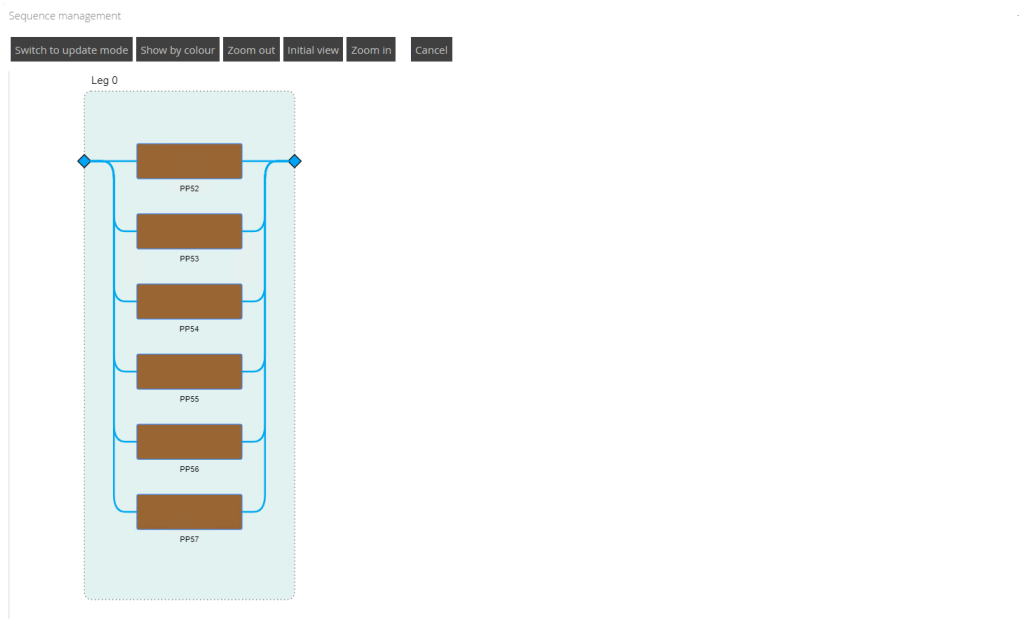 Sequence management
Switch to update mode Show by colour Zoom out Initial view Zoom in Cancel
Leg 0
PP52
PP53
PP54
PP55
PP56
PP57